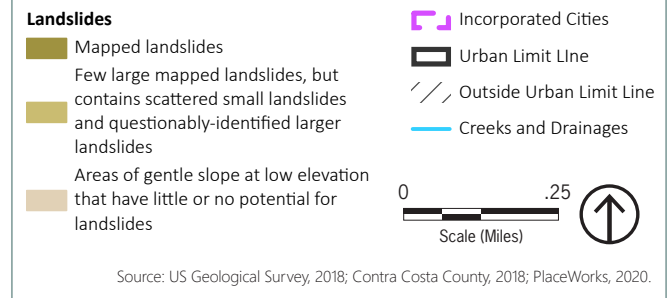 Landslides
Mapped landslides
Few large mapped landslides, but
contains scattered small landslides
and questionably-identified larger
landslides
Areas of gentle slope at low elevation
that have little or no potential for
landslides
Incorporated Cities
Urban Limit LIne
Outside Urban Limit Line
Creeks and Drainages
0 .25
Scale (Miles)
Source: US Geological Survey, 2018; Contra Costa County, 2018; PlaceWorks, 2020.